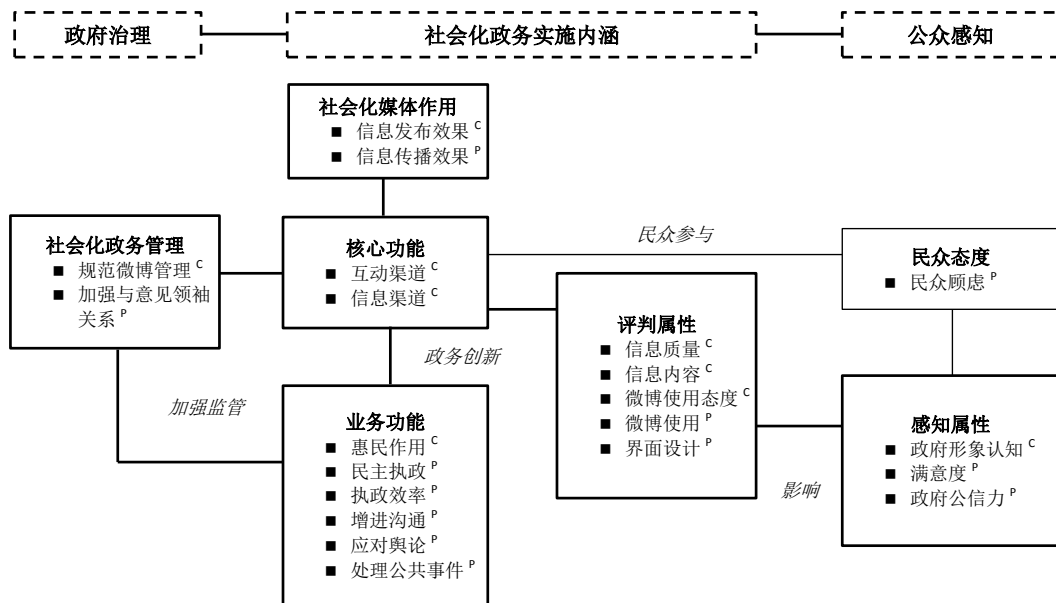 政府治理
社会化政务实施内涵
公众感知
社会化媒体作用
■ 信息发布效果 C
■ 信息传播效果 P
社会化政务管理
■ 规范微博管理 C
■ 加强与意见领袖
关系 P
核心功能
■ 互动渠道 C
■ 信息渠道 C
民众参与
民众态度
■ 民众顾虑 P
评判属性
■ 信息质量 C
■ 信息内容 C
■ 微博使用态度 C
■ 微博使用 P
■ 界面设计 P
政务创新
加强监管
业务功能
■ 惠民作用 C
■ 民主执政 P
■ 执政效率 P
■ 增进沟通 P
■ 应对舆论 P
■ 处理公共事件 P
影响
感知属性
■ 政府形象认知 C
■ 满意度 P
■ 政府公信力 P